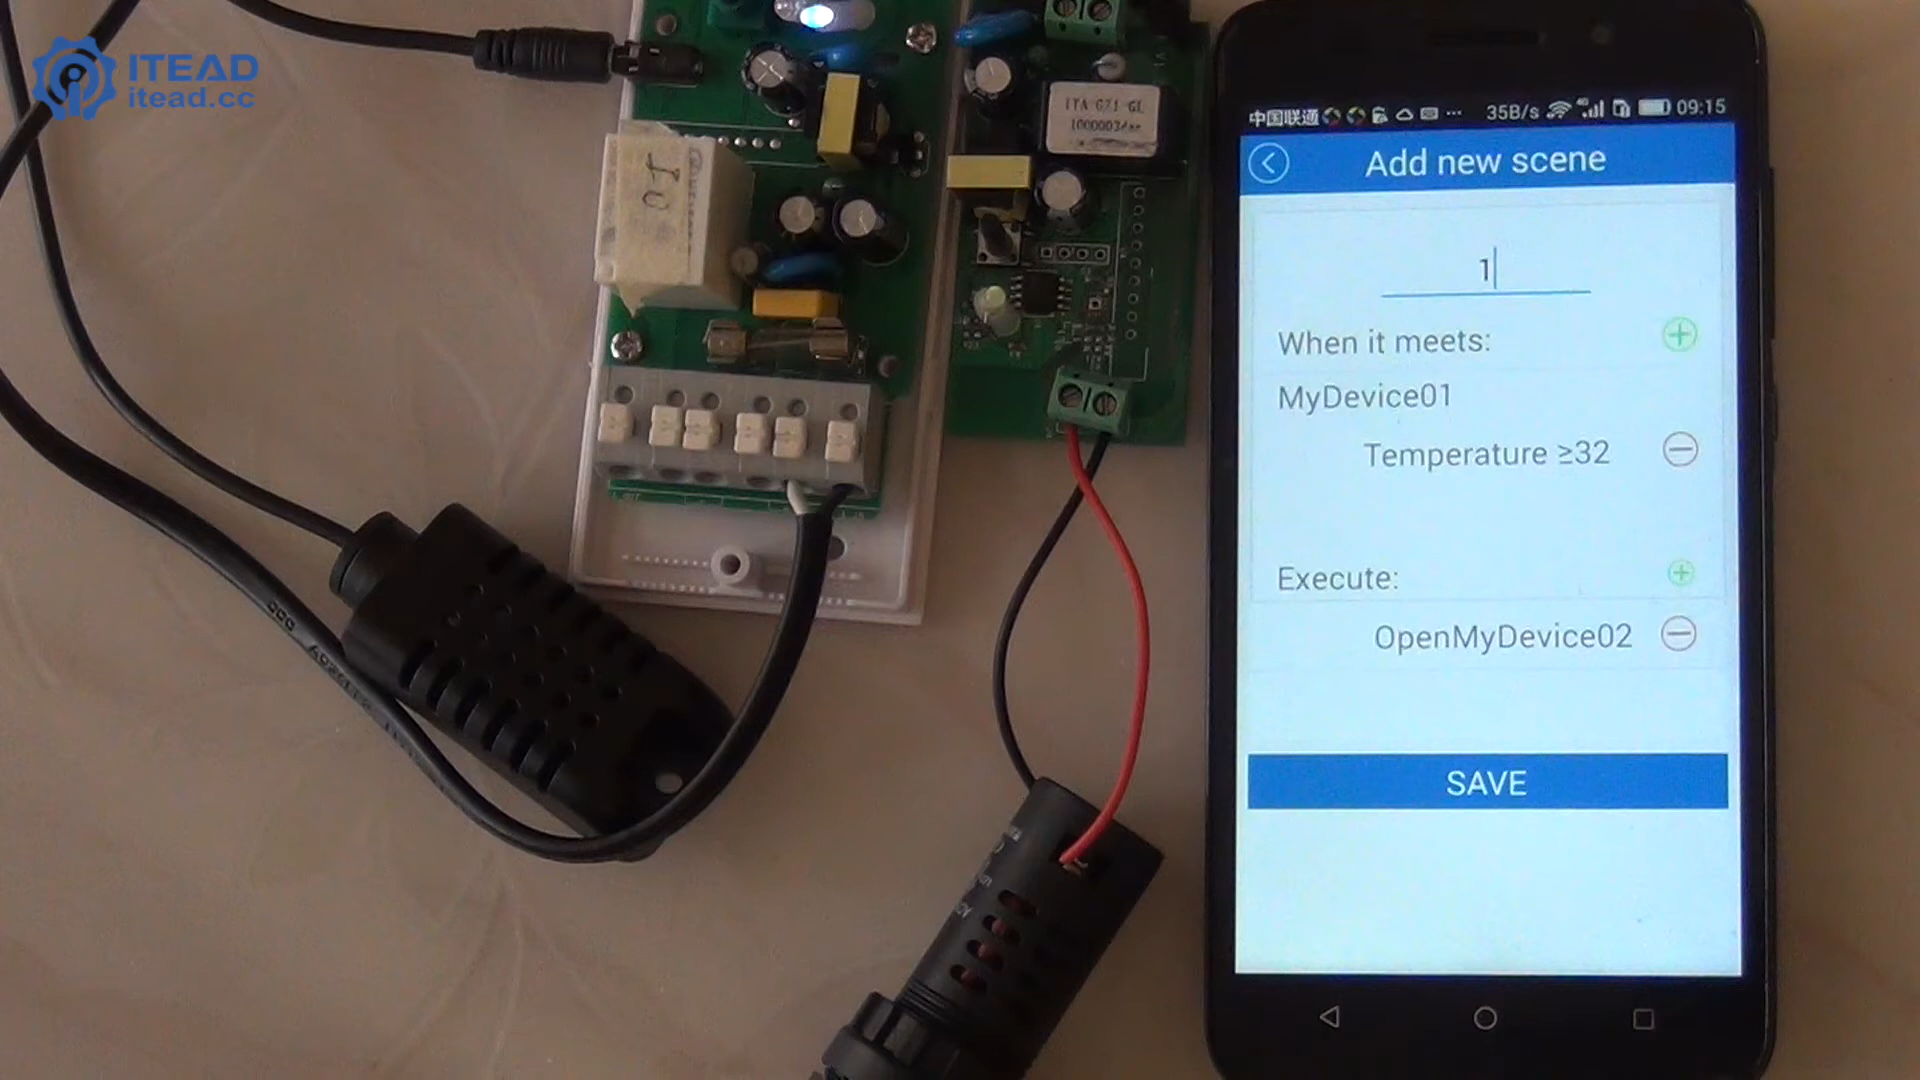 ITEAD
itead.cc
中国联通 ... 35B/s 4G 09:15
Add new scene
1
When it meets:
MyDevice01
Temperature ≥32
Execute:
OpenMyDevice02
SAVE